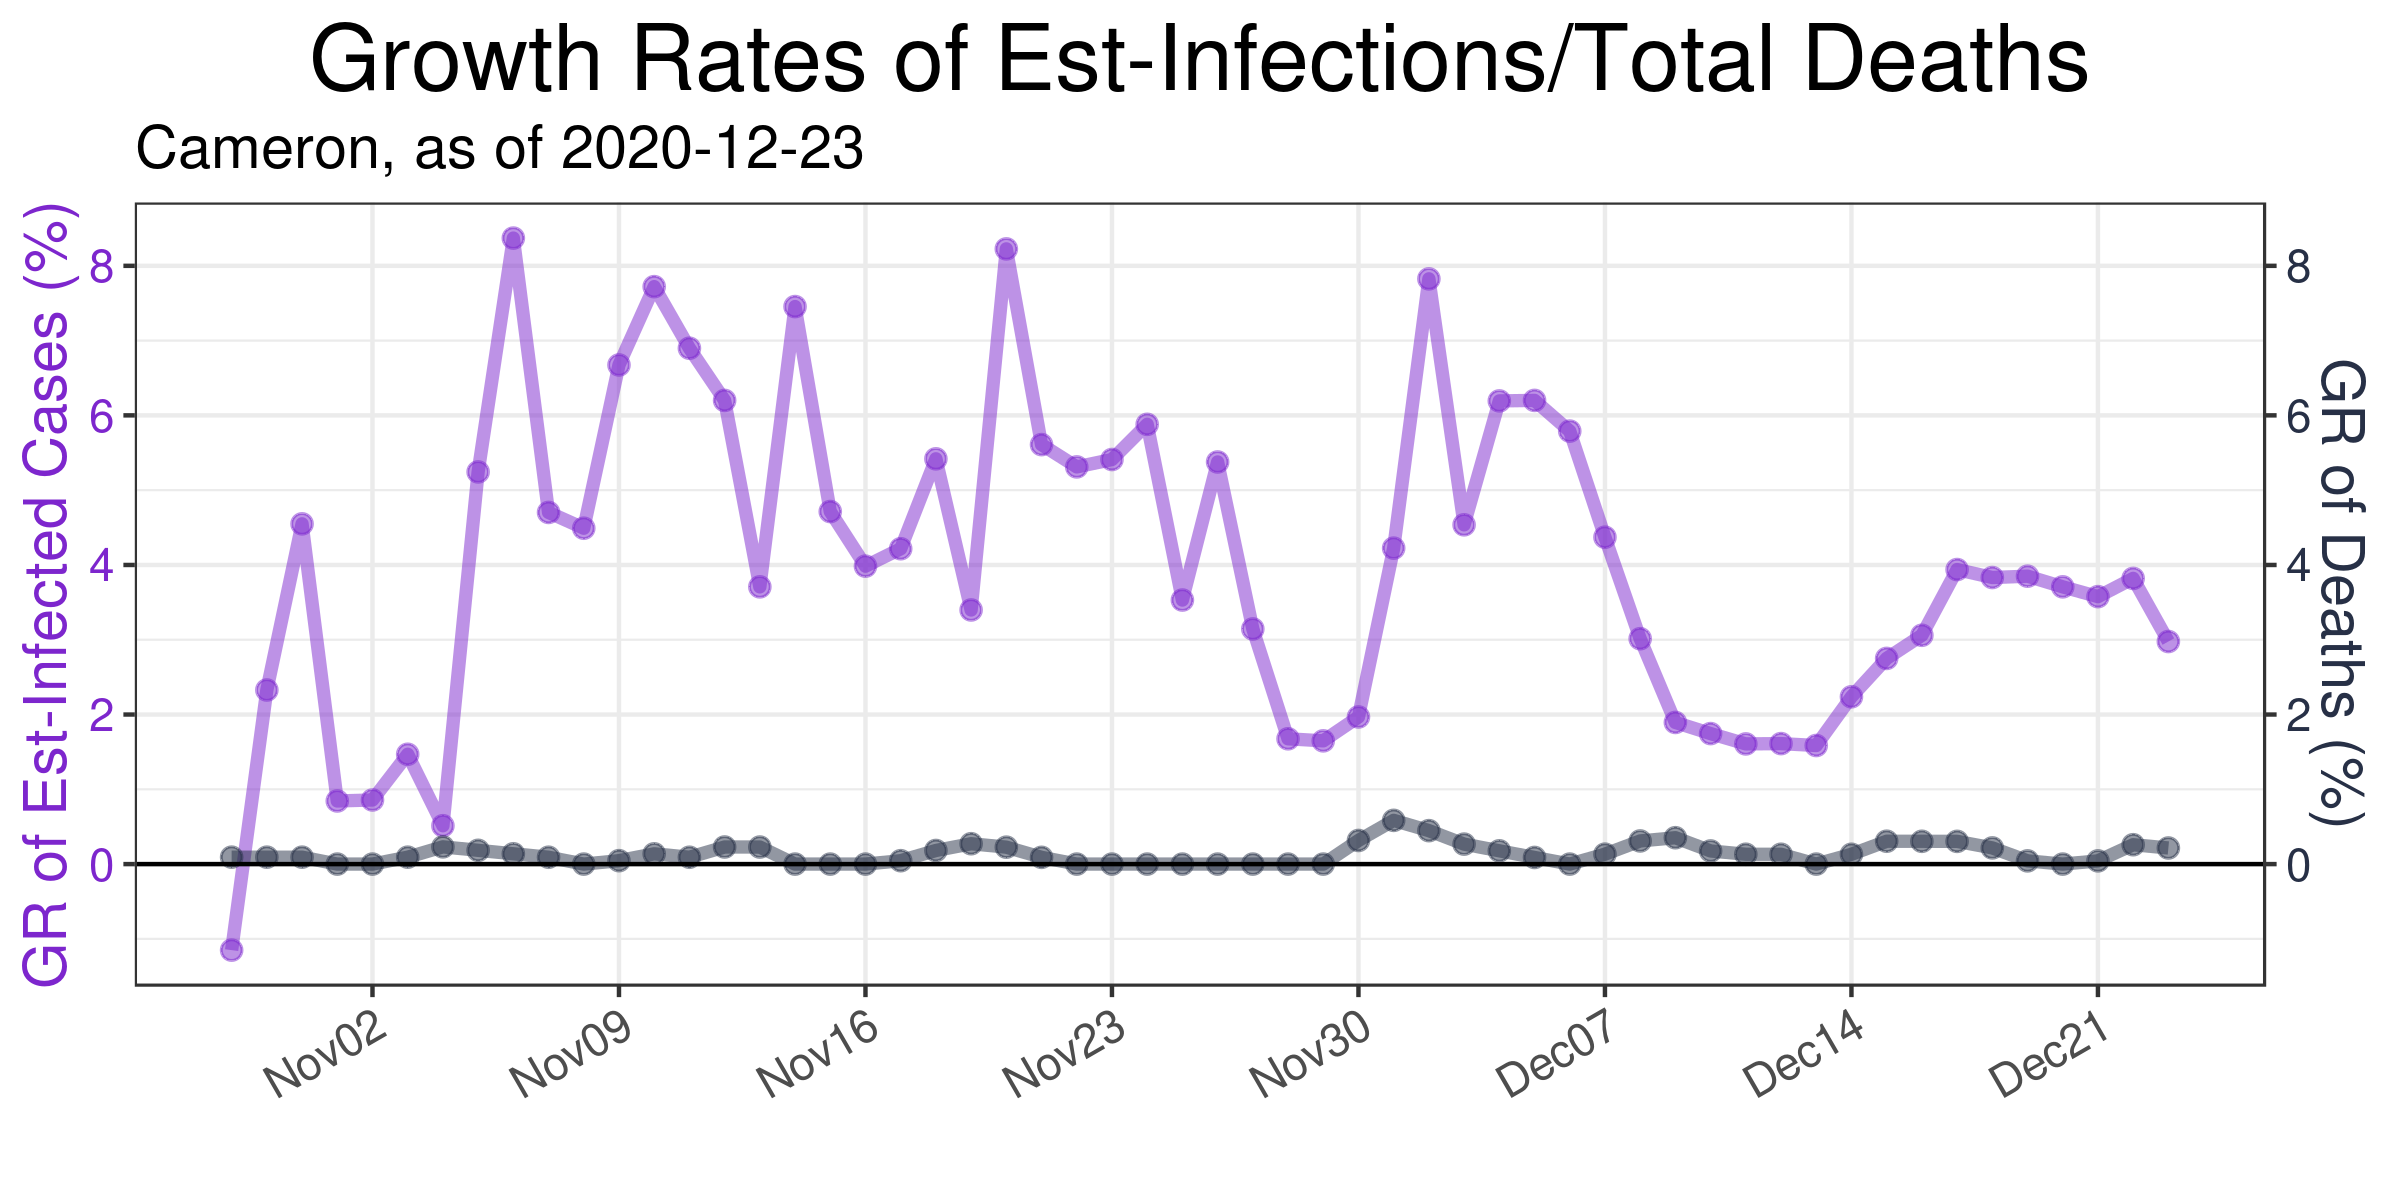 Growth Rates of Est-Infections/Total Deaths
Cameron, as of 2020-12-23
GR of Est-Infected Cases (%)
8
6
4
2
0
8
6
4
2
0
GR of Deaths (%)
Nov02
Nov09
Nov16
Nov23
Nov30
Dec07
Dec14
Dec21